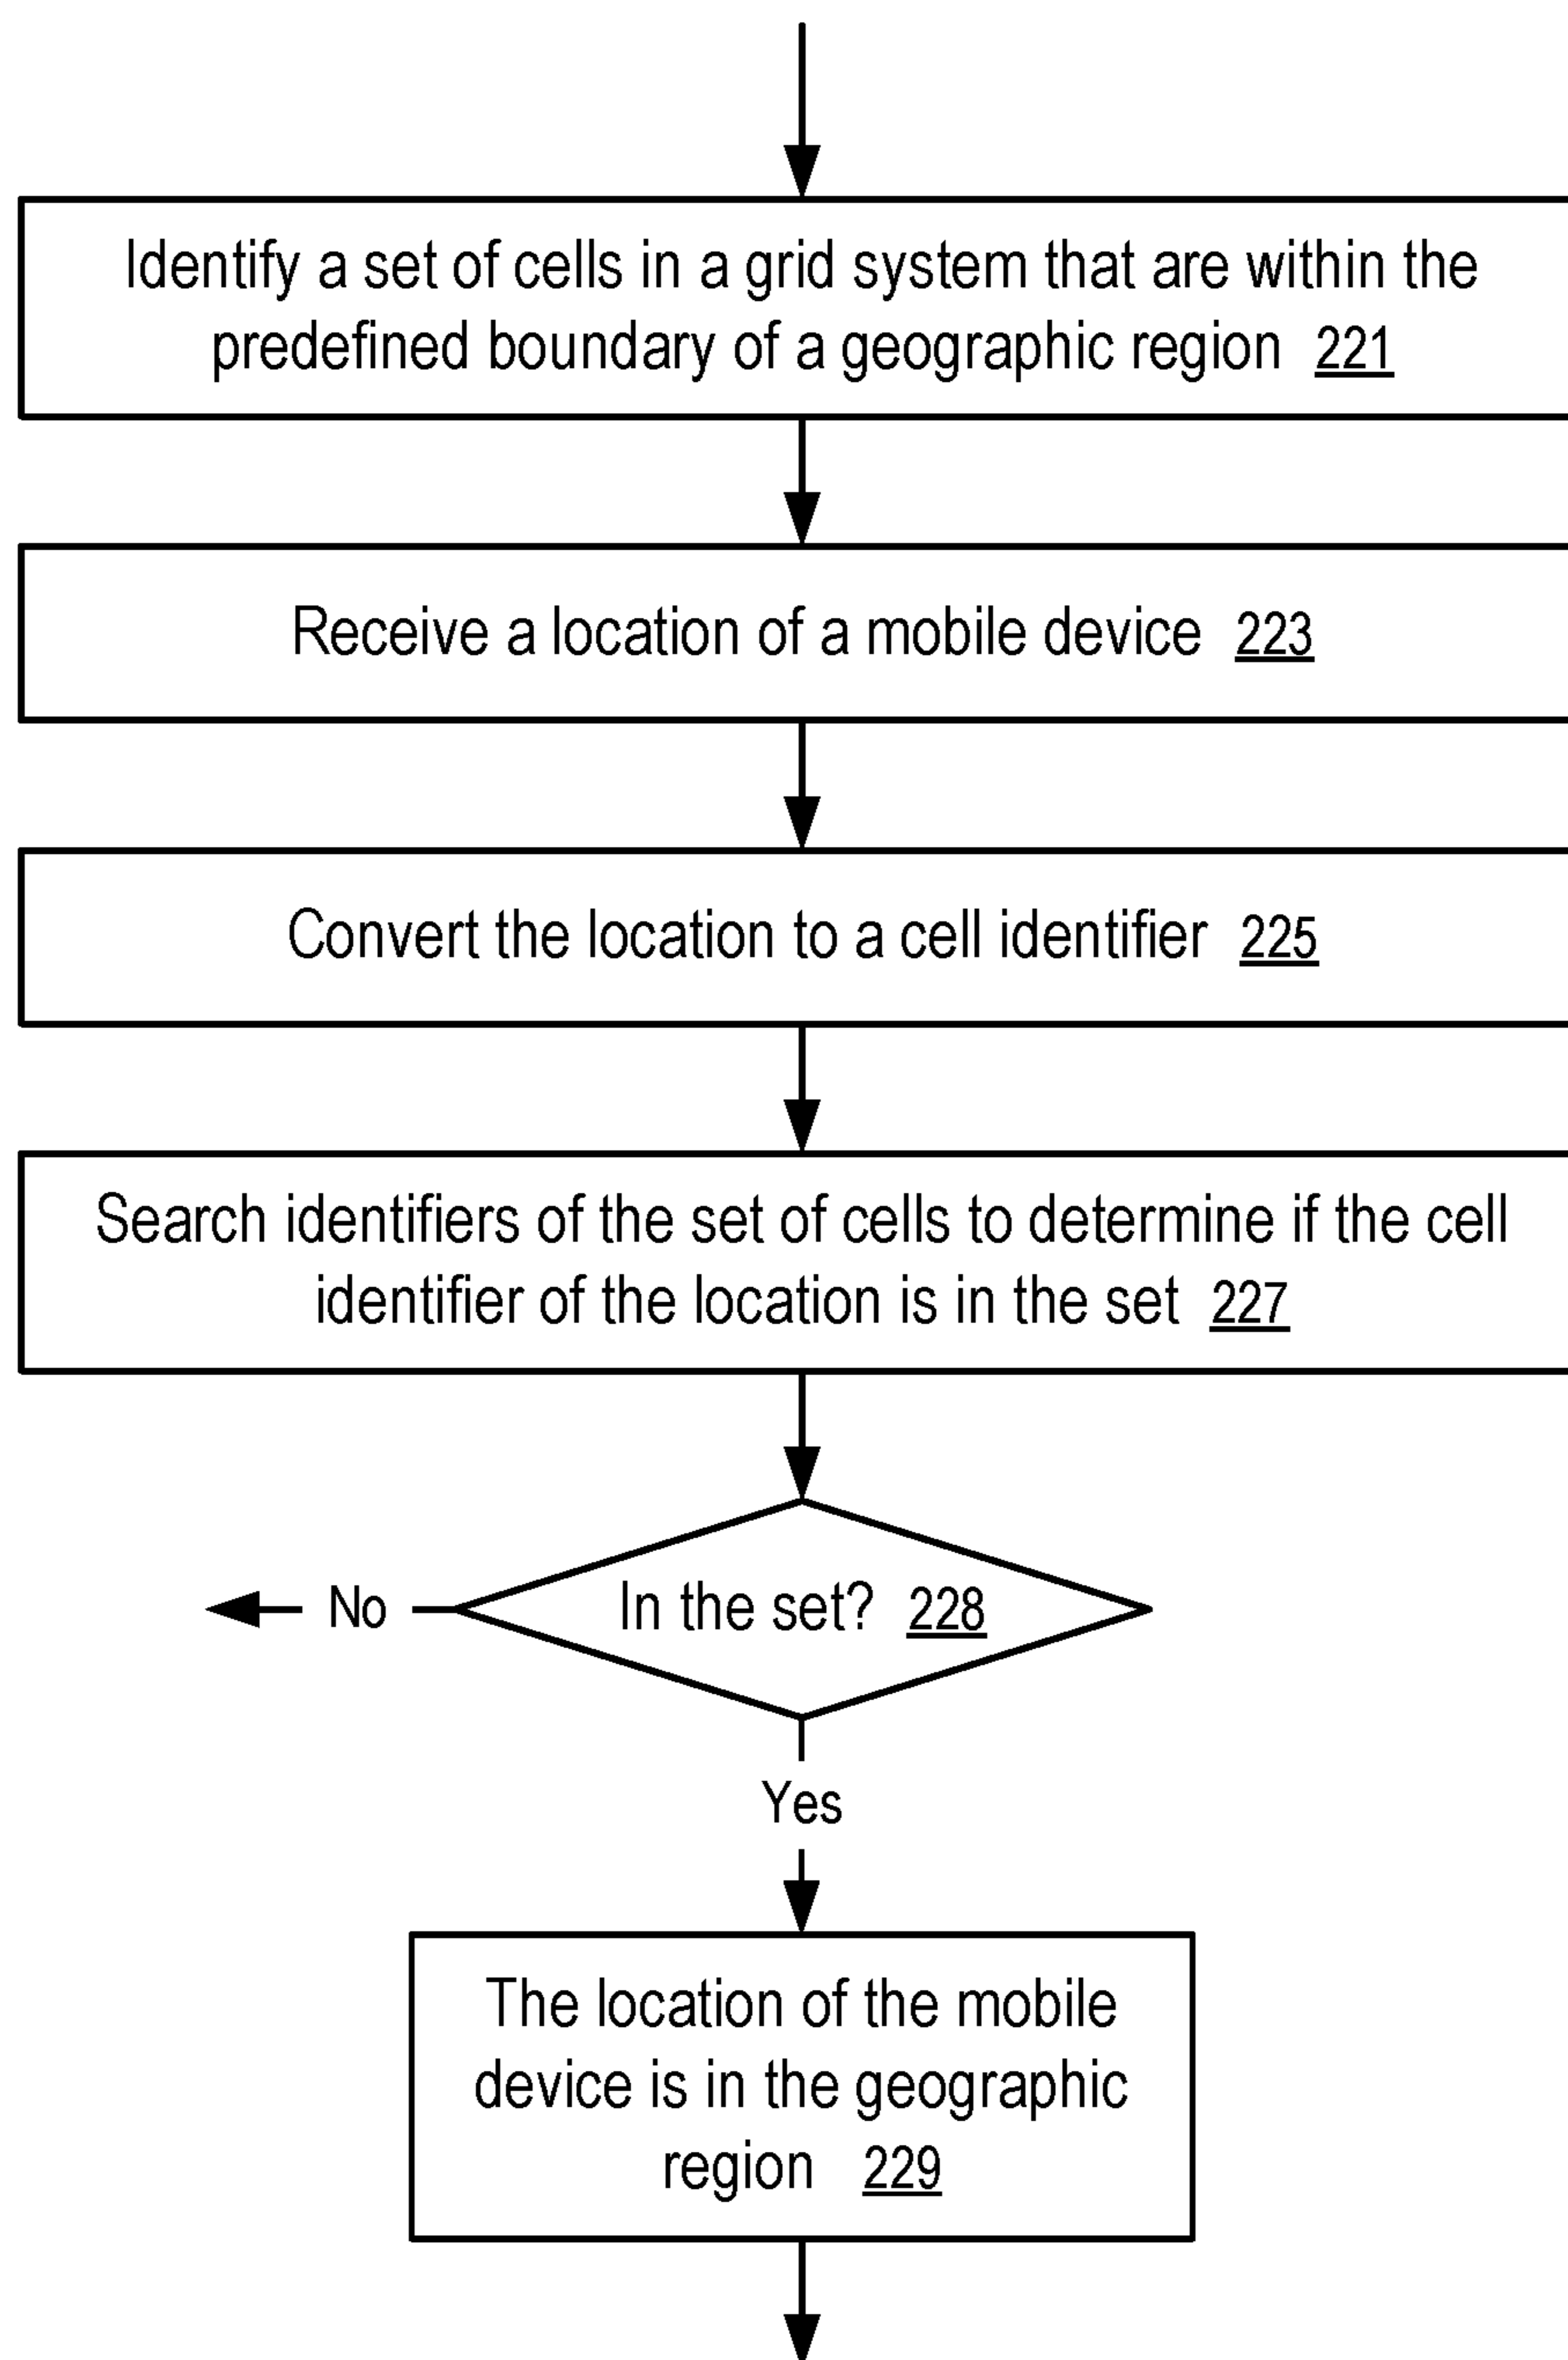 Identify a set of cells in a grid system that are within the
predefined boundary of a geographic region 221
Receive a location of a mobile device 223
Convert the location to a cell identifier 225
Search identifiers of the set of cells to determine if the cell
identifier of the location is in the set 227
In the set? 228
No
Yes
The location of the mobile
device is in the geographic
region 229